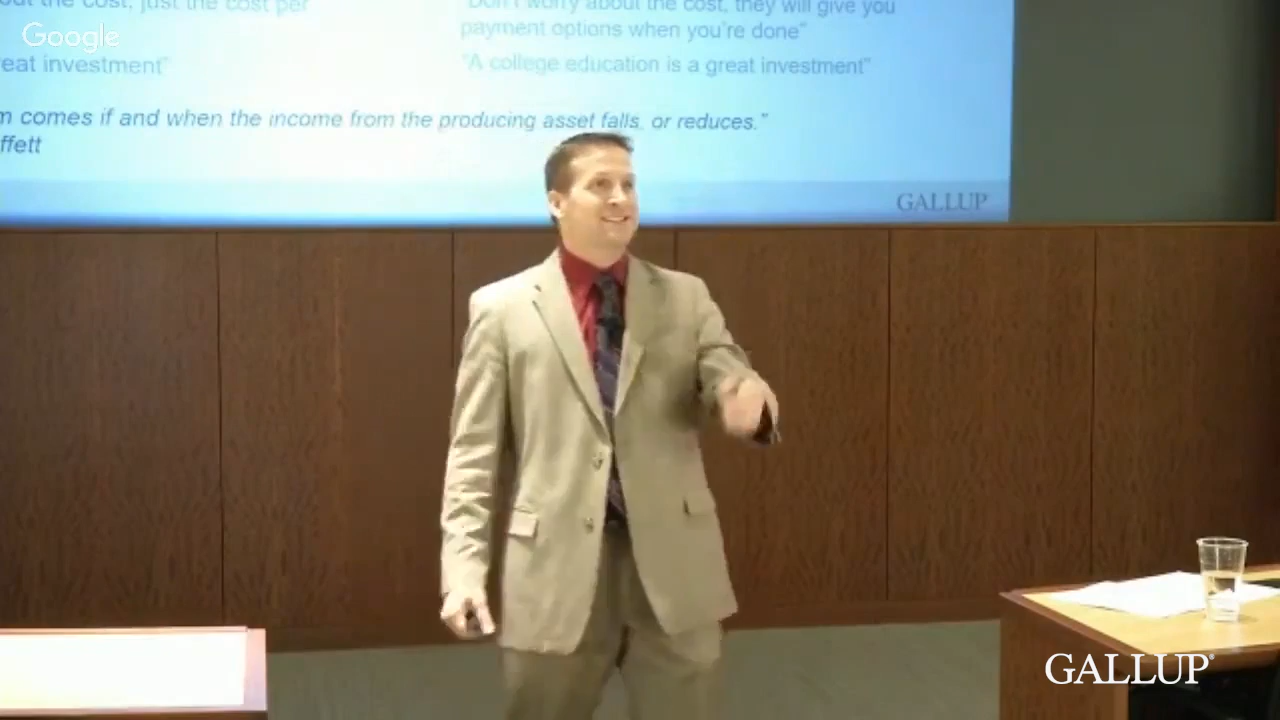 out the cost, just the cost per
"Don't worry about the cost, they will give you
payment options when you're done"
eat investment"
"A college education is a great investment"
m comes if and when the income from the producing asset falls, or reduces."
ffett
GALLUP
Google
GALLUP®